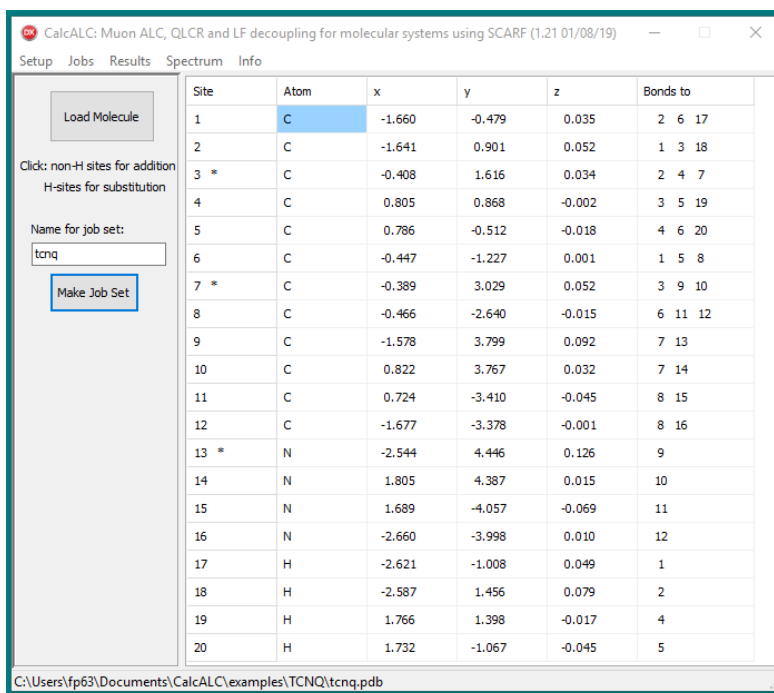 DK CalcALC: Muon ALC, QLCR and LF decoupling for molecular systems using SCARF (1.21 01/08/19)
Setup Jobs Results Spectrum Info
Load Molecule
Click: non-H sites for addition
H-sites for substitution
Name for job set:
tcnq
Make Job Set
Site Atom x y z Bonds to
1 C -1.660 -0.479 0.035 2 6 17
2 C -1.641 0.901 0.052 1 3 18
3 * C -0.408 1.616 0.034 2 4 7
4 C 0.805 0.868 -0.002 3 5 19
5 C 0.786 -0.512 -0.018 4 6 20
6 C -0.447 -1.227 0.001 1 5 8
7 * C -0.389 3.029 0.052 3 9 10
8 C -0.466 -2.640 -0.015 6 11 12
9 C -1.578 3.799 0.092 7 13
10 C 0.822 3.767 0.032 7 14
11 C 0.724 -3.410 -0.045 8 15
12 C -1.677 -3.378 -0.001 8 16
13 * N -2.544 4.446 0.126 9
14 N 1.805 4.387 0.015 10
15 N 1.689 -4.057 -0.069 11
16 N -2.660 -3.998 0.010 12
17 H -2.621 -1.008 0.049 1
18 H -2.587 1.456 0.079 2
19 H 1.766 1.398 -0.017 4
20 H 1.732 -1.067 -0.045 5
C:\Users\fp63\Documents\CalcALC\examples\TCNQ\tcnq.pdb